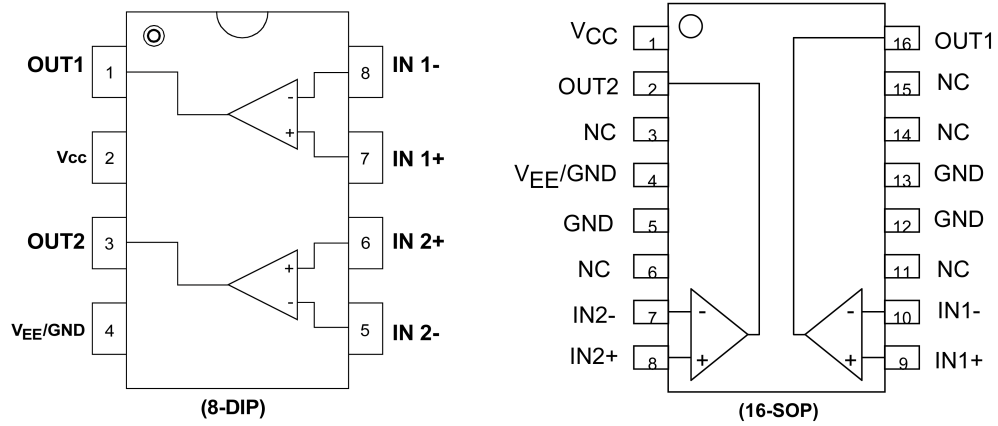 OUT1 1 8 IN 1-
-
+
Vcc 2 7 IN 1+
OUT2 3 6 IN 2+
+
-
VEE/GND 4 5 IN 2-
(8-DIP)
VCC 1 16 OUT1
OUT2 2 15 NC
NC 3 14 NC
VEE/GND 4 13 GND
GND 5 12 GND
NC 6 11 NC
IN2- 7 - - 10 IN1-
IN2+ 8 + + 9 IN1+
(16-SOP)